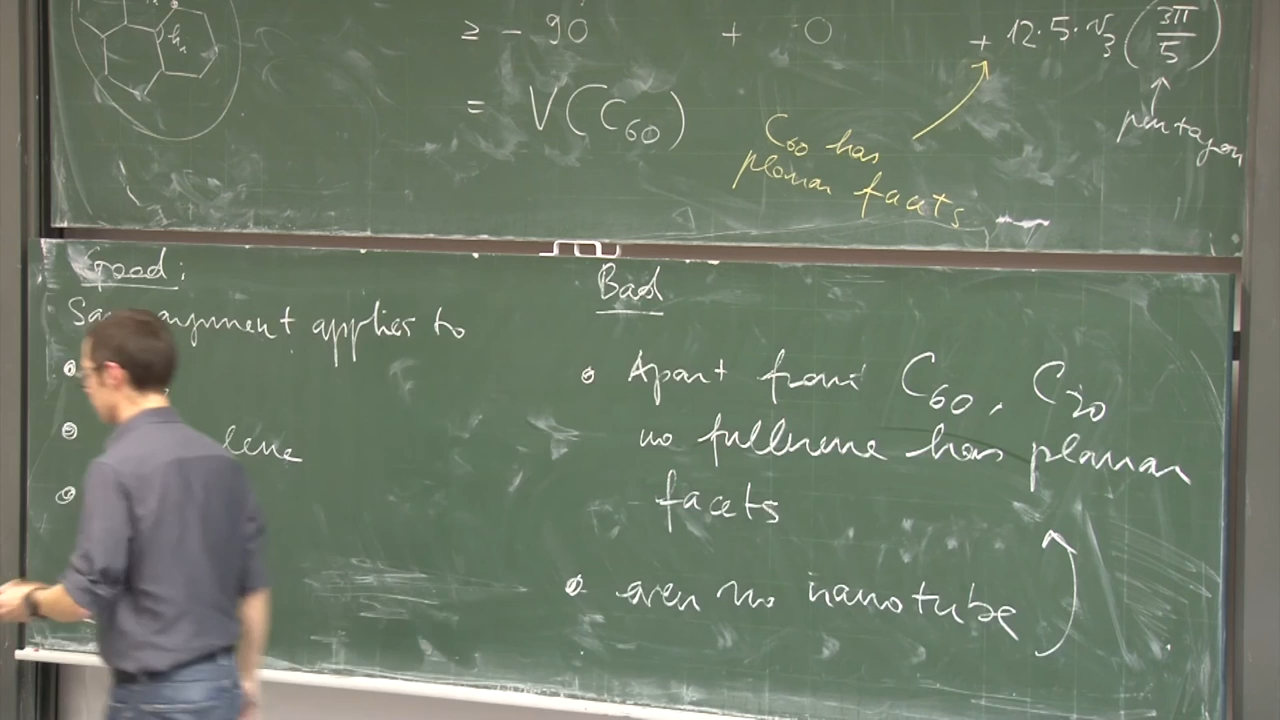 h₁
≥ - 90 + 0 + 12·5·v₃(3π/5)
= V(C₆₀)
C₆₀ has
planar facets
pentagon
Good:
argument applies to
lene
Bad
• Apart from C₆₀, C₂₀
no fullerene has planar
facets
• even no nanotube